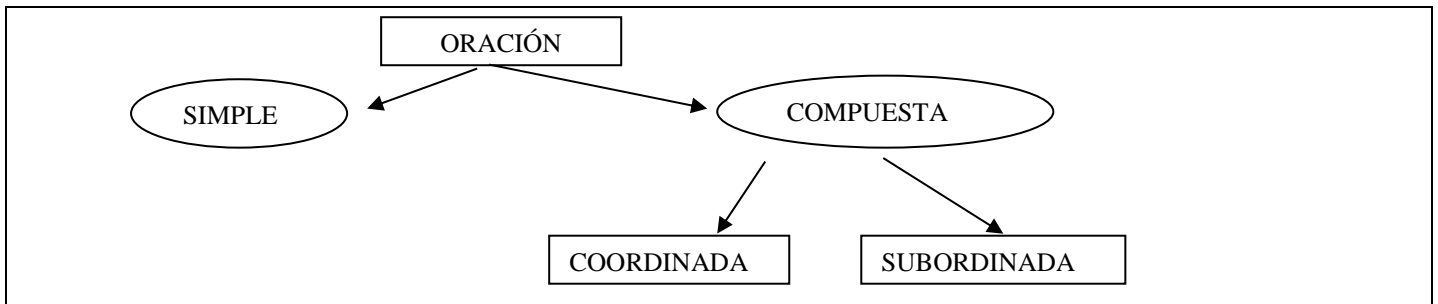 ORACIÓN
SIMPLE
COMPUESTA
COORDINADA
SUBORDINADA